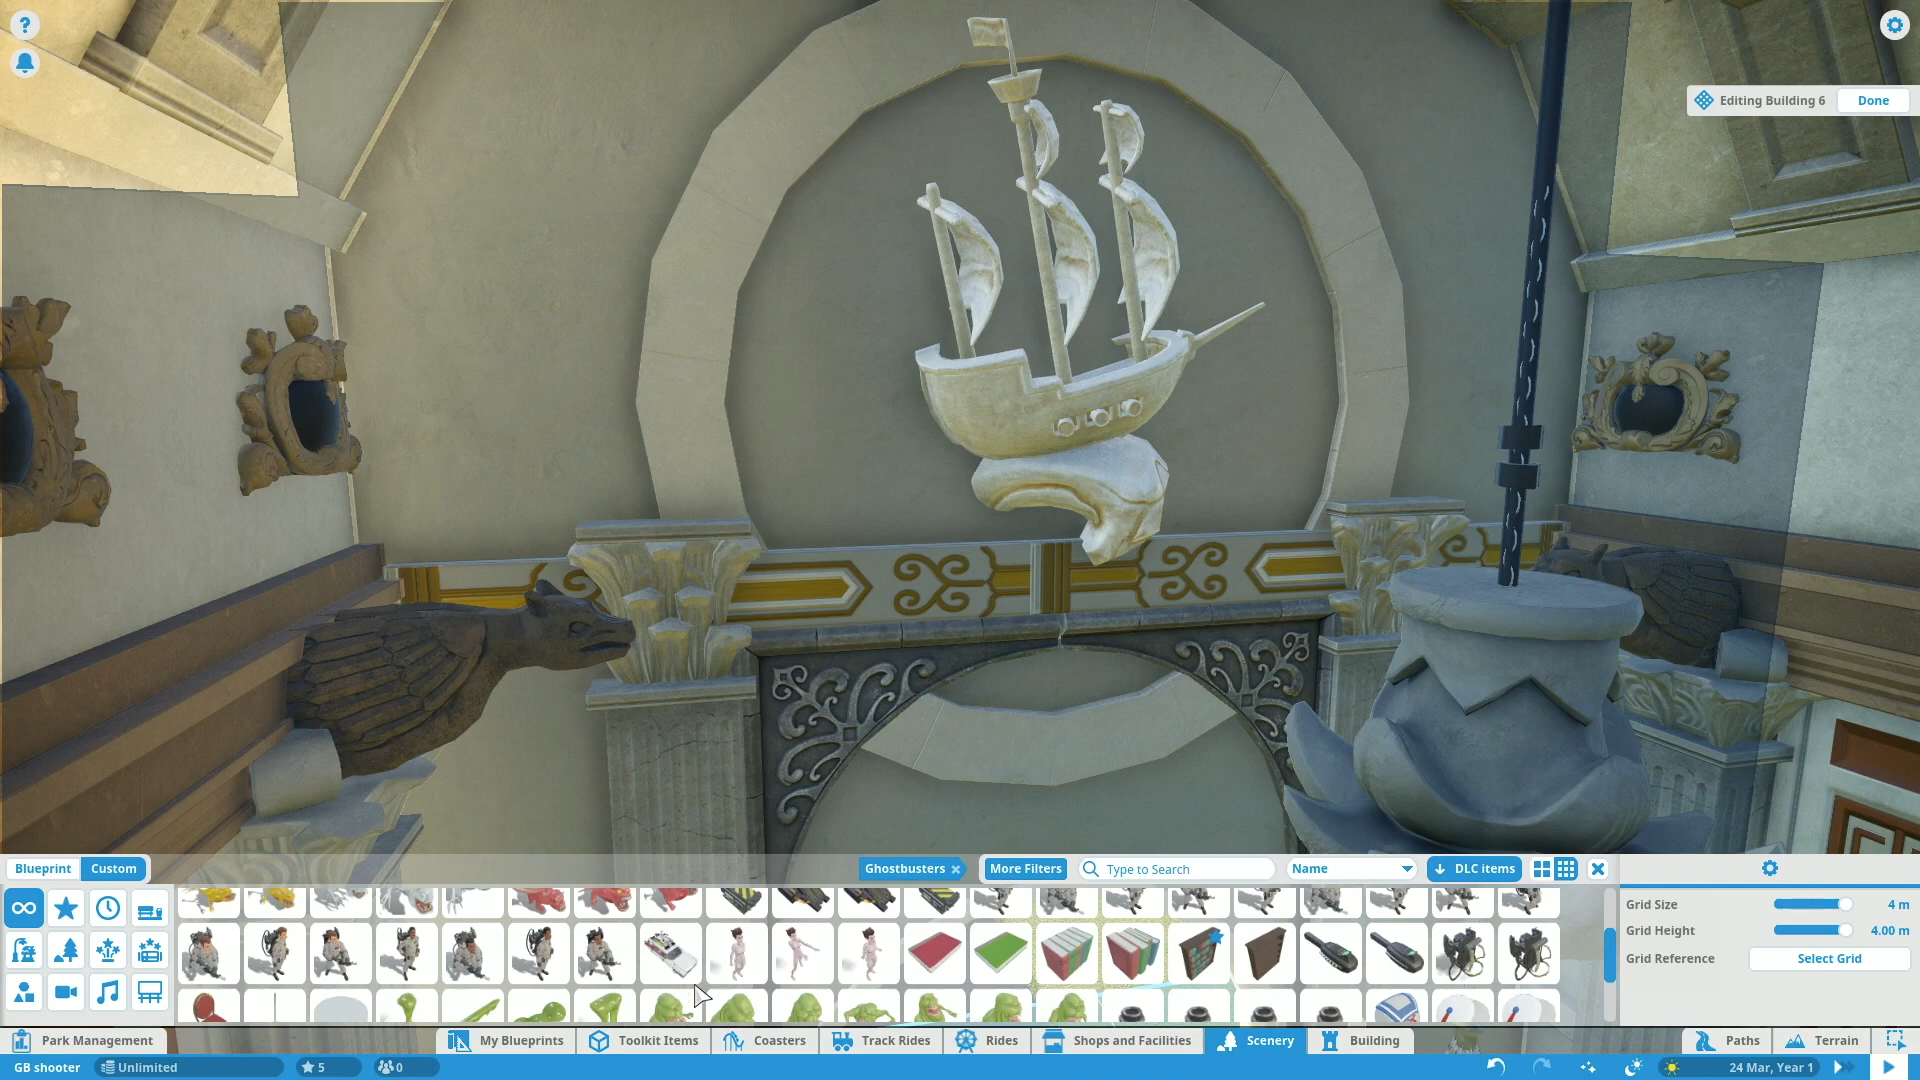 ?
Editing Building 6 Done
Blueprint Custom Ghostbusters × More Filters Type to Search Name DLC items
Grid Size 4 m
Grid Height 4.00 m
Grid Reference Select Grid
Park Management My Blueprints Toolkit Items Coasters Track Rides Rides Shops and Facilities Scenery Building Paths Terrain
GB shooter Unlimited 5 0 24 Mar, Year 1